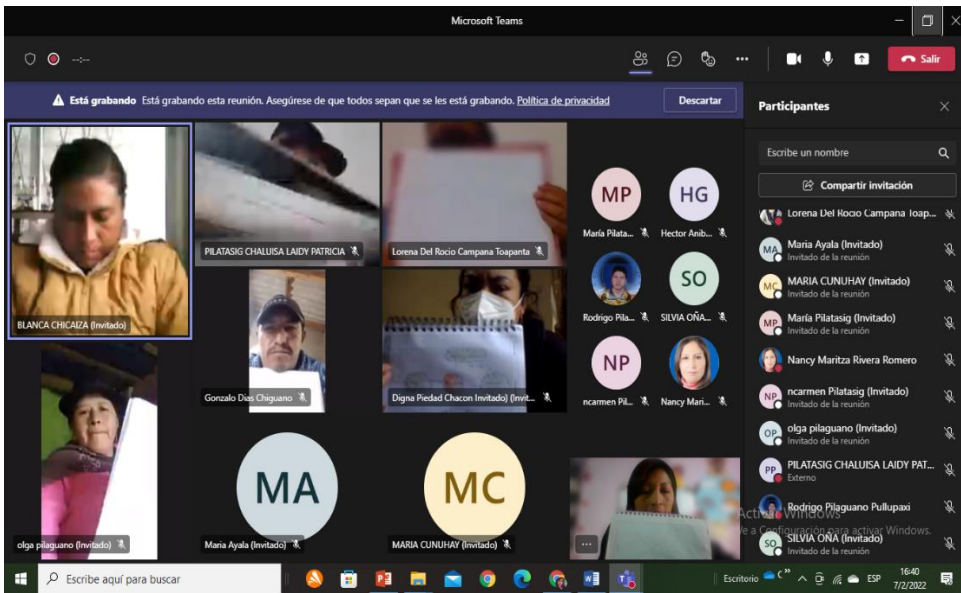 Microsoft Teams
--:--
Salir
Está grabando Está grabando esta reunión. Asegúrese de que todos sepan que se les está grabando. Política de privacidad
Descartar
BLANCA CHICAIZA (Invitado)
PILATASIG CHALUISA LAIDY PATRICIA
Lorena Del Rocio Campana Toapanta
MP
María Pilata...
HG
Hector Anib...
Rodrigo Pila...
SO
SILVIA OÑA...
Gonzalo Dias Chiguano
Digna Piedad Chacon Invitado) (Invit...
NP
ncarmen Pil...
Nancy Mari...
olga pilaguano (Invitado)
MA
Maria Ayala (Invitado)
MC
MARIA CUNUHAY (Invitado)
...
Participantes
Escribe un nombre
Compartir invitación
Lorena Del Rocio Campana Toap...
MA
Maria Ayala (Invitado)
Invitado de la reunión
MC
MARIA CUNUHAY (Invitado)
Invitado de la reunión
MP
María Pilatasig (Invitado)
Invitado de la reunión
Nancy Maritza Rivera Romero
NP
ncarmen Pilatasig (Invitado)
Invitado de la reunión
OP
olga pilaguano (Invitado)
Invitado de la reunión
PP
PILATASIG CHALUISA LAIDY PAT...
Externo
Rodrigo Pilaguano Pullupaxi
SO
SILVIA OÑA (Invitado)
Invitado de la reunión
Activar Windows
Ve a Configuración para activar Windows.
Escribe aquí para buscar
Escritorio
ESP
16:40
7/2/2022